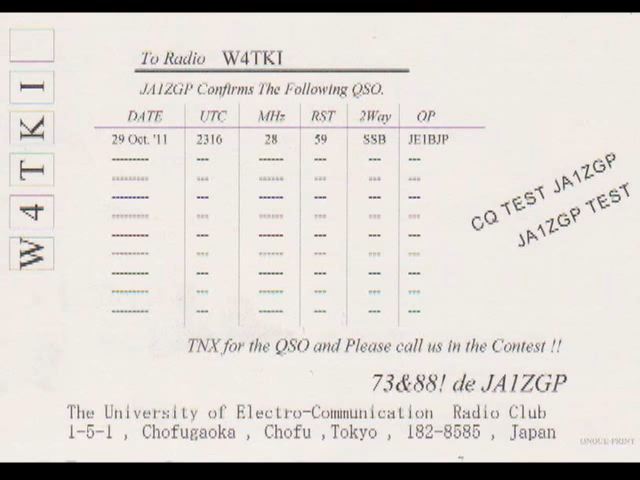 To Radio W4TKI
JA1ZGP Confirms The Following QSO.
DATE UTC MHz RST 2Way OP
29 Oct. '11 2316 28 59 SSB JE1BJP
--------- --- ------ --- --- ---
--------- --- ------ --- --- ---
--------- --- ------ --- --- ---
--------- --- ------ --- --- ---
--------- --- ------ --- --- ---
--------- --- ------ --- --- ---
--------- --- ------ --- --- ---
--------- --- ------ --- --- ---
--------- --- ------ --- --- ---
W4TKI
CQ TEST JA1ZGP
JA1ZGP TEST
TNX for the QSO and Please call us in the Contest !!
73&88! de JA1ZGP
The University of Electro-Communication Radio Club
1-5-1 , Chofugaoka , Chofu ,Tokyo , 182-8585 , Japan
ONOUE-PRINT